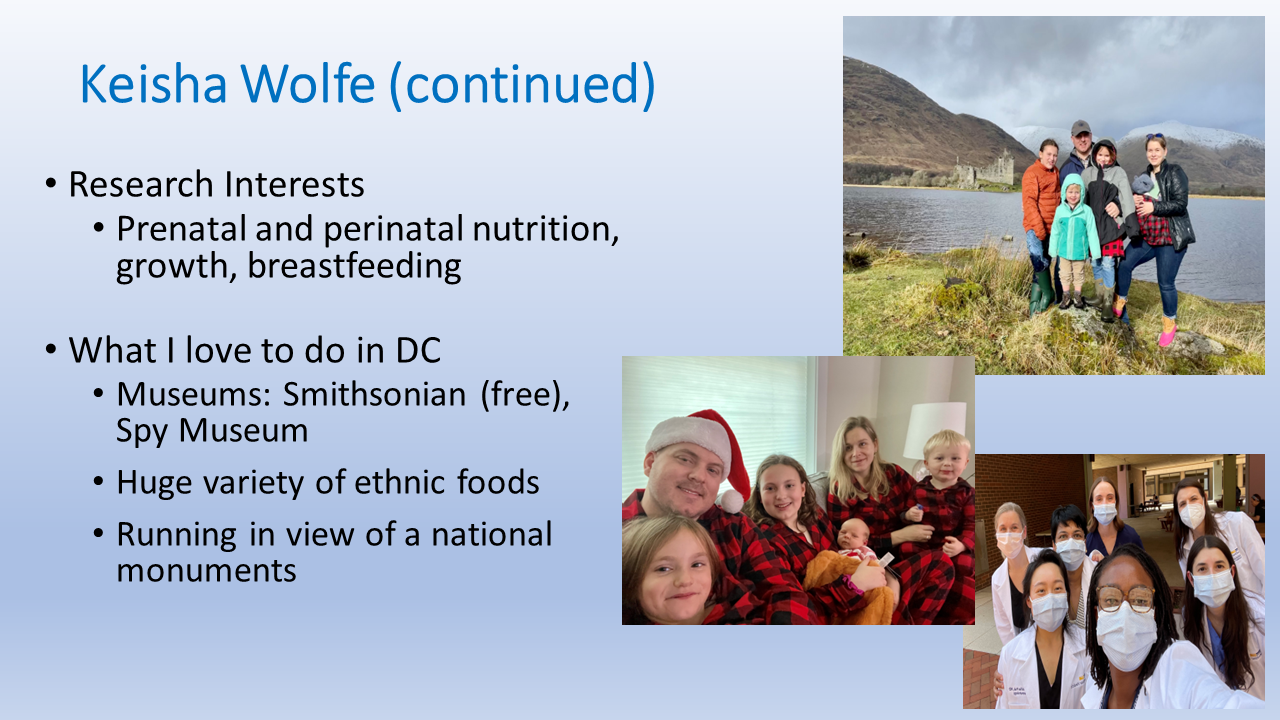 Keisha Wolfe (continued)
• Research Interests
• Prenatal and perinatal nutrition,
growth, breastfeeding
• What I love to do in DC
• Museums: Smithsonian (free),
Spy Museum
• Huge variety of ethnic foods
• Running in view of a national
monuments